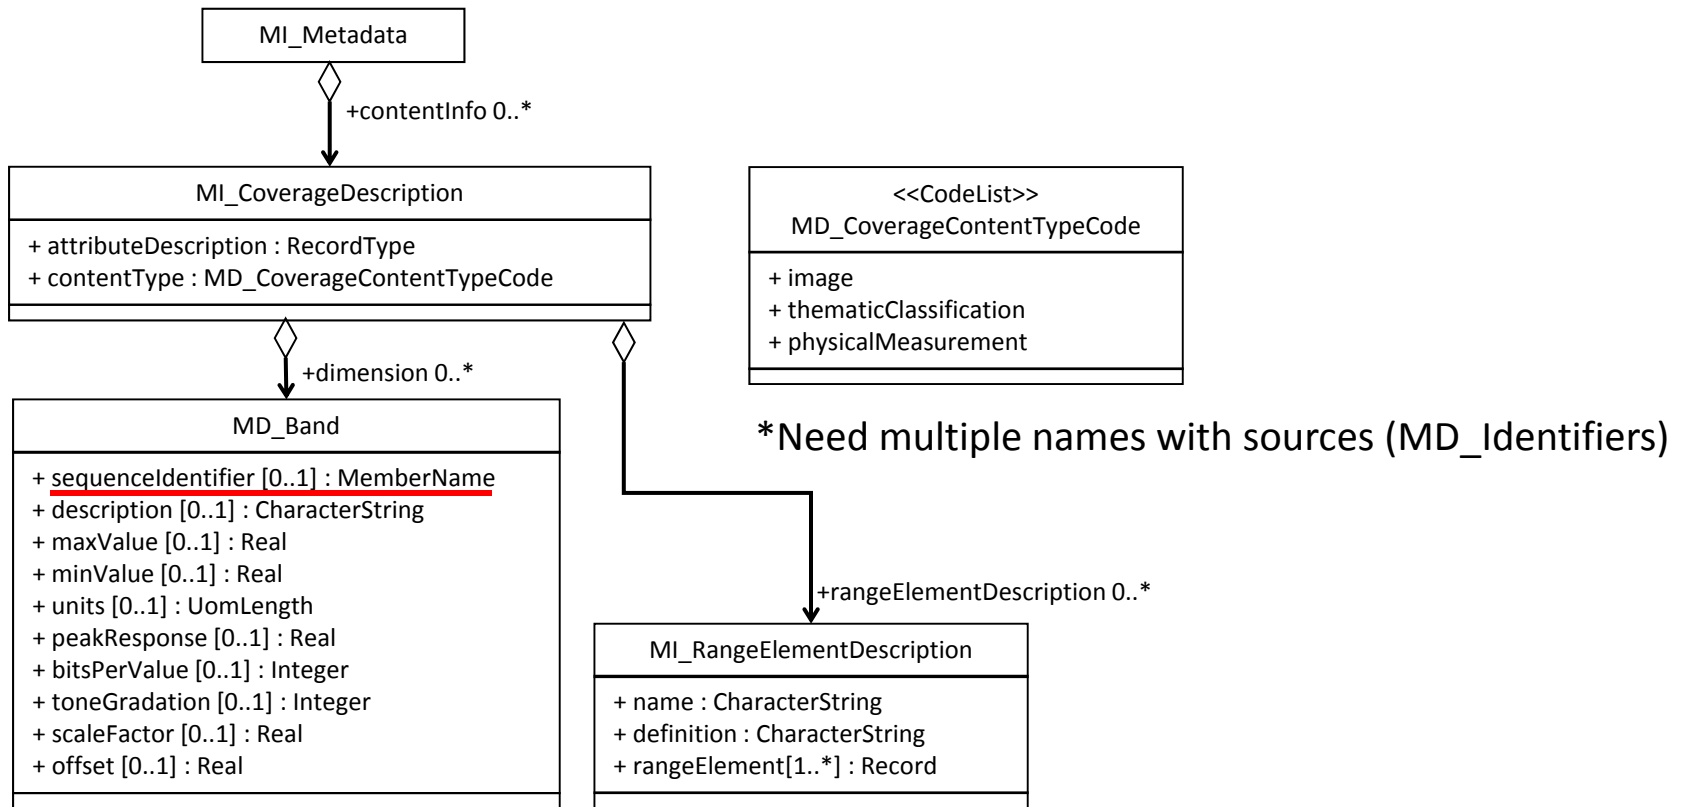 MI_Metadata
+contentInfo 0..*
MI_CoverageDescription
+ attributeDescription : RecordType
+ contentType : MD_CoverageContentTypeCode
<<CodeList>>
MD_CoverageContentTypeCode
+ image
+ thematicClassification
+ physicalMeasurement
+dimension 0..*
*Need multiple names with sources (MD_Identifiers)
MD_Band
+ sequenceIdentifier [0..1] : MemberName
+ description [0..1] : CharacterString
+ maxValue [0..1] : Real
+ minValue [0..1] : Real
+ units [0..1] : UomLength
+ peakResponse [0..1] : Real
+ bitsPerValue [0..1] : Integer
+ toneGradation [0..1] : Integer
+ scaleFactor [0..1] : Real
+ offset [0..1] : Real
+rangeElementDescription 0..*
MI_RangeElementDescription
+ name : CharacterString
+ definition : CharacterString
+ rangeElement[1..*] : Record